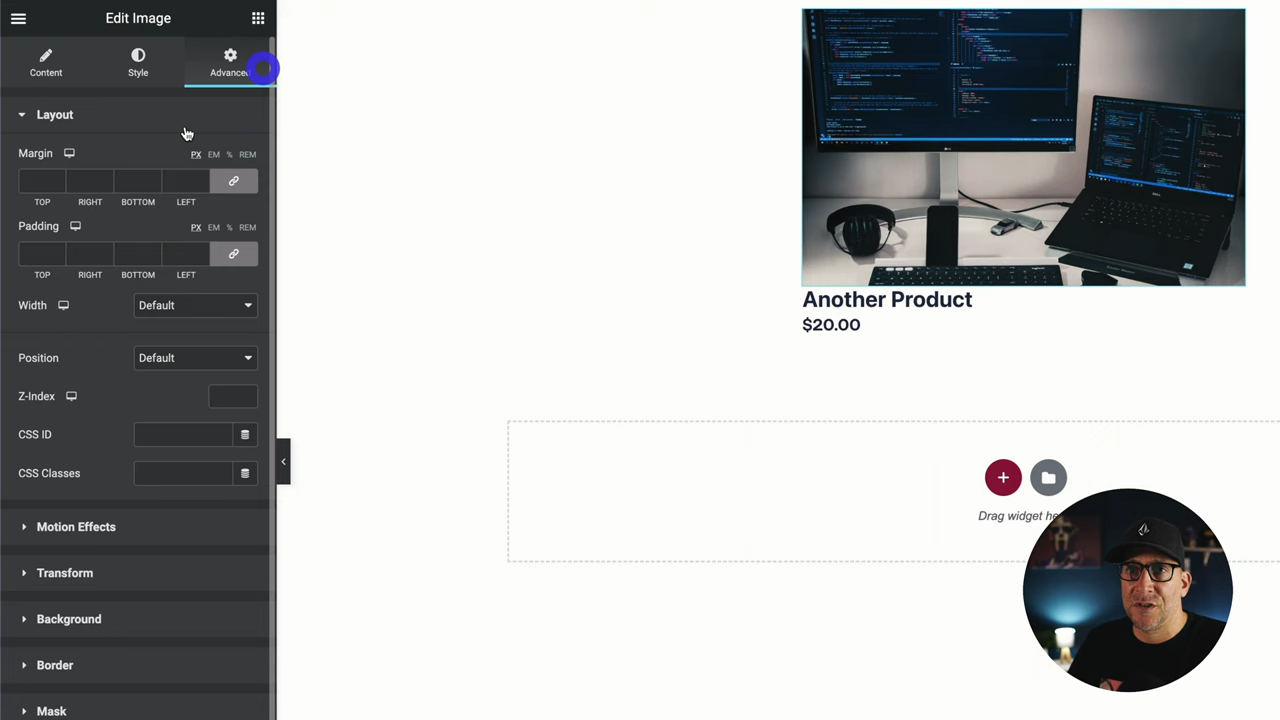 Edit Image
Content
Style
Advanced
Layout
Margin
PX EM % REM
TOP RIGHT BOTTOM LEFT
Padding
PX EM % REM
TOP RIGHT BOTTOM LEFT
Width Default
Position Default
Z-Index
CSS ID
CSS Classes
Motion Effects
Transform
Background
Border
Mask
Another Product
$20.00
Drag widget he